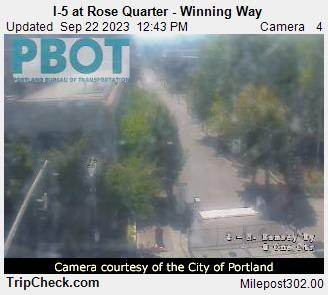 I-5 at Rose Quarter - Winning Way
Updated Sep 22 2023 12:43 PM Camera 4
PBOT
PORTLAND BUREAU OF TRANSPORTATION
Camera courtesy of the City of Portland
TripCheck.com Milepost302.00